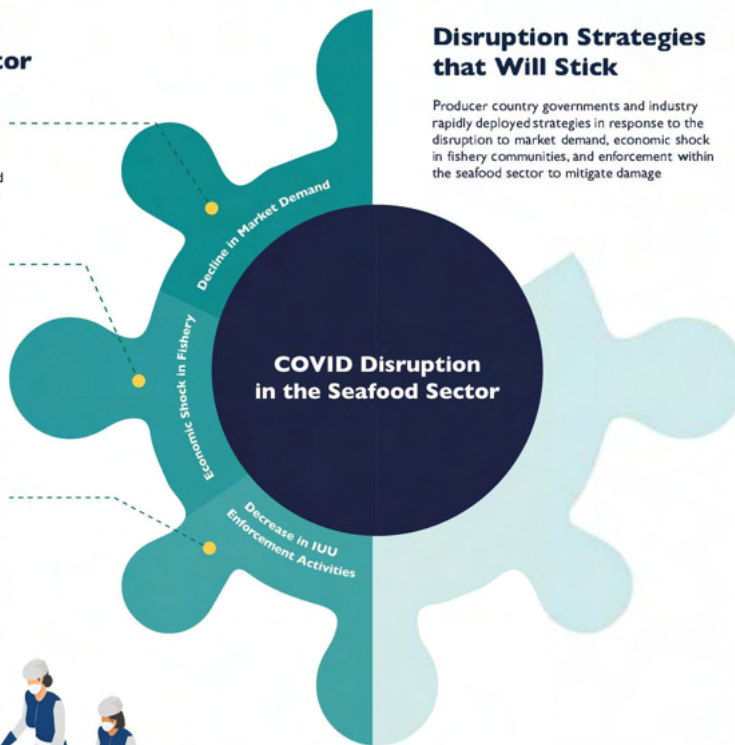 Disruption Strategies
that Will Stick
Producer country governments and industry
rapidly deployed strategies in response to the
disruption to market demand, economic shock
in fishery communities, and enforcement within
the seafood sector to mitigate damage
Decline in Market Demand
Economic Shock in Fishery
Decrease in IUU
Enforcement Activities
COVID Disruption
in the Seafood Sector